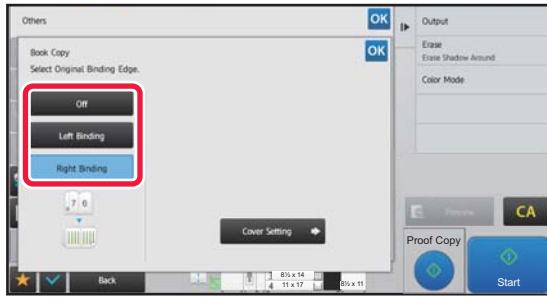 Others
OK
Book Copy
OK
Select Original Binding Edge.
Off
Left Binding
Right Binding
7 6
Cover Setting
Back
8½ x 14
4 11 x 17
8½ x 11
Output
Erase
Erase Shadow Around
Color Mode
Preview
CA
Proof Copy
Start